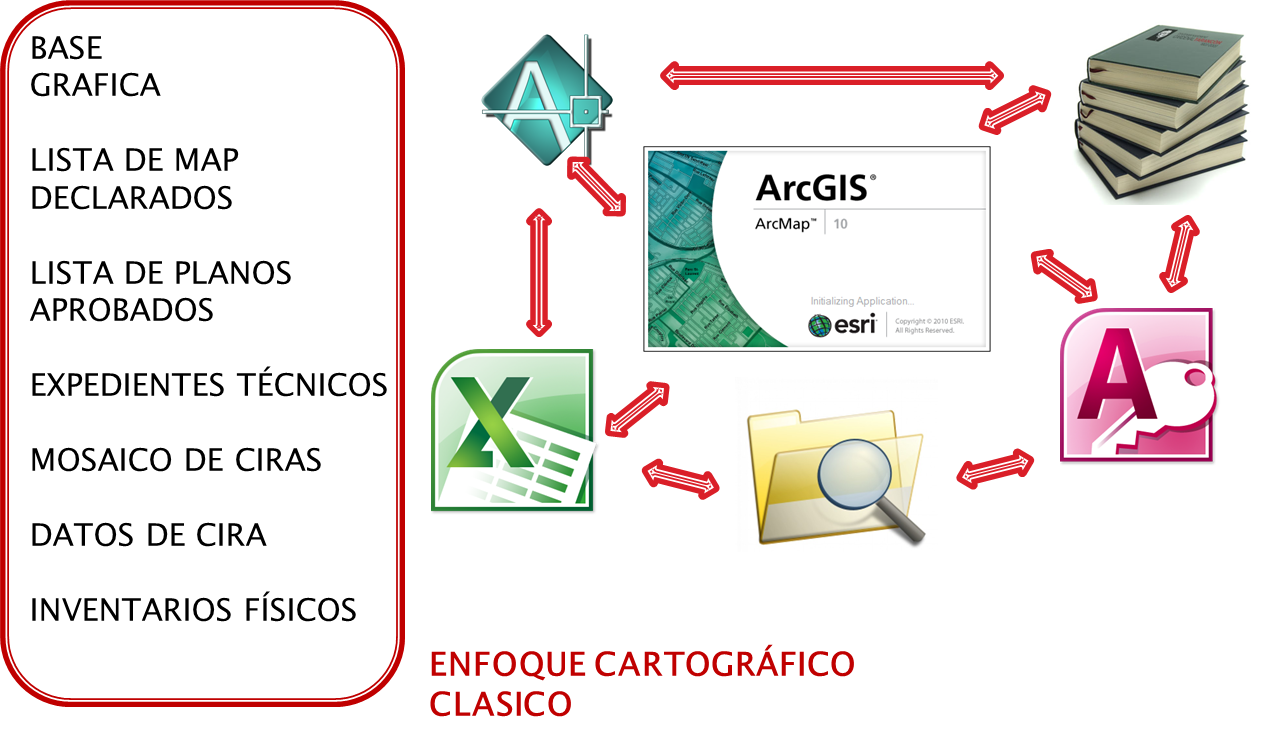 BASE
GRAFICA
LISTA DE MAP
DECLARADOS
LISTA DE PLANOS
APROBADOS
EXPEDIENTES TÉCNICOS
MOSAICO DE CIRAS
DATOS DE CIRA
INVENTARIOS FÍSICOS
ArcGIS®
ArcMap™ 10
Initializing Application...
esri
Copyright © 2010 ESRI.
All Rights Reserved.
ENFOQUE CARTOGRÁFICO
CLASICO